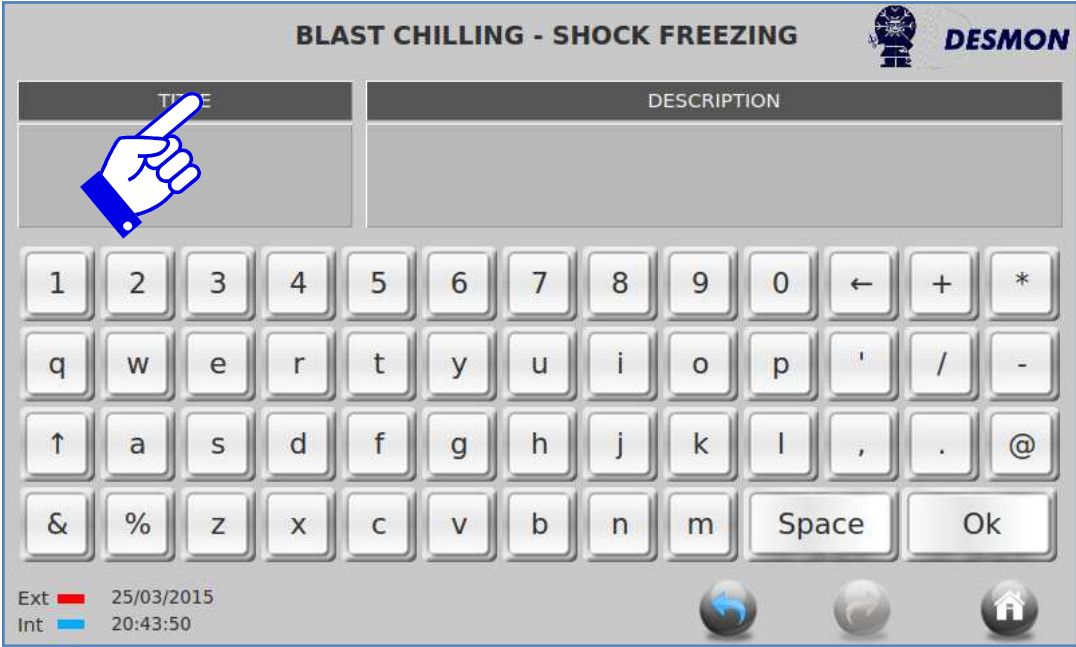 BLAST CHILLING - SHOCK FREEZING
DESMON
TITLE
DESCRIPTION
1 2 3 4 5 6 7 8 9 0 ← + *
q w e r t y u i o p ' / -
↑ a s d f g h j k l , . @
& % z x c v b n m Space Ok
Ext 25/03/2015
Int 20:43:50